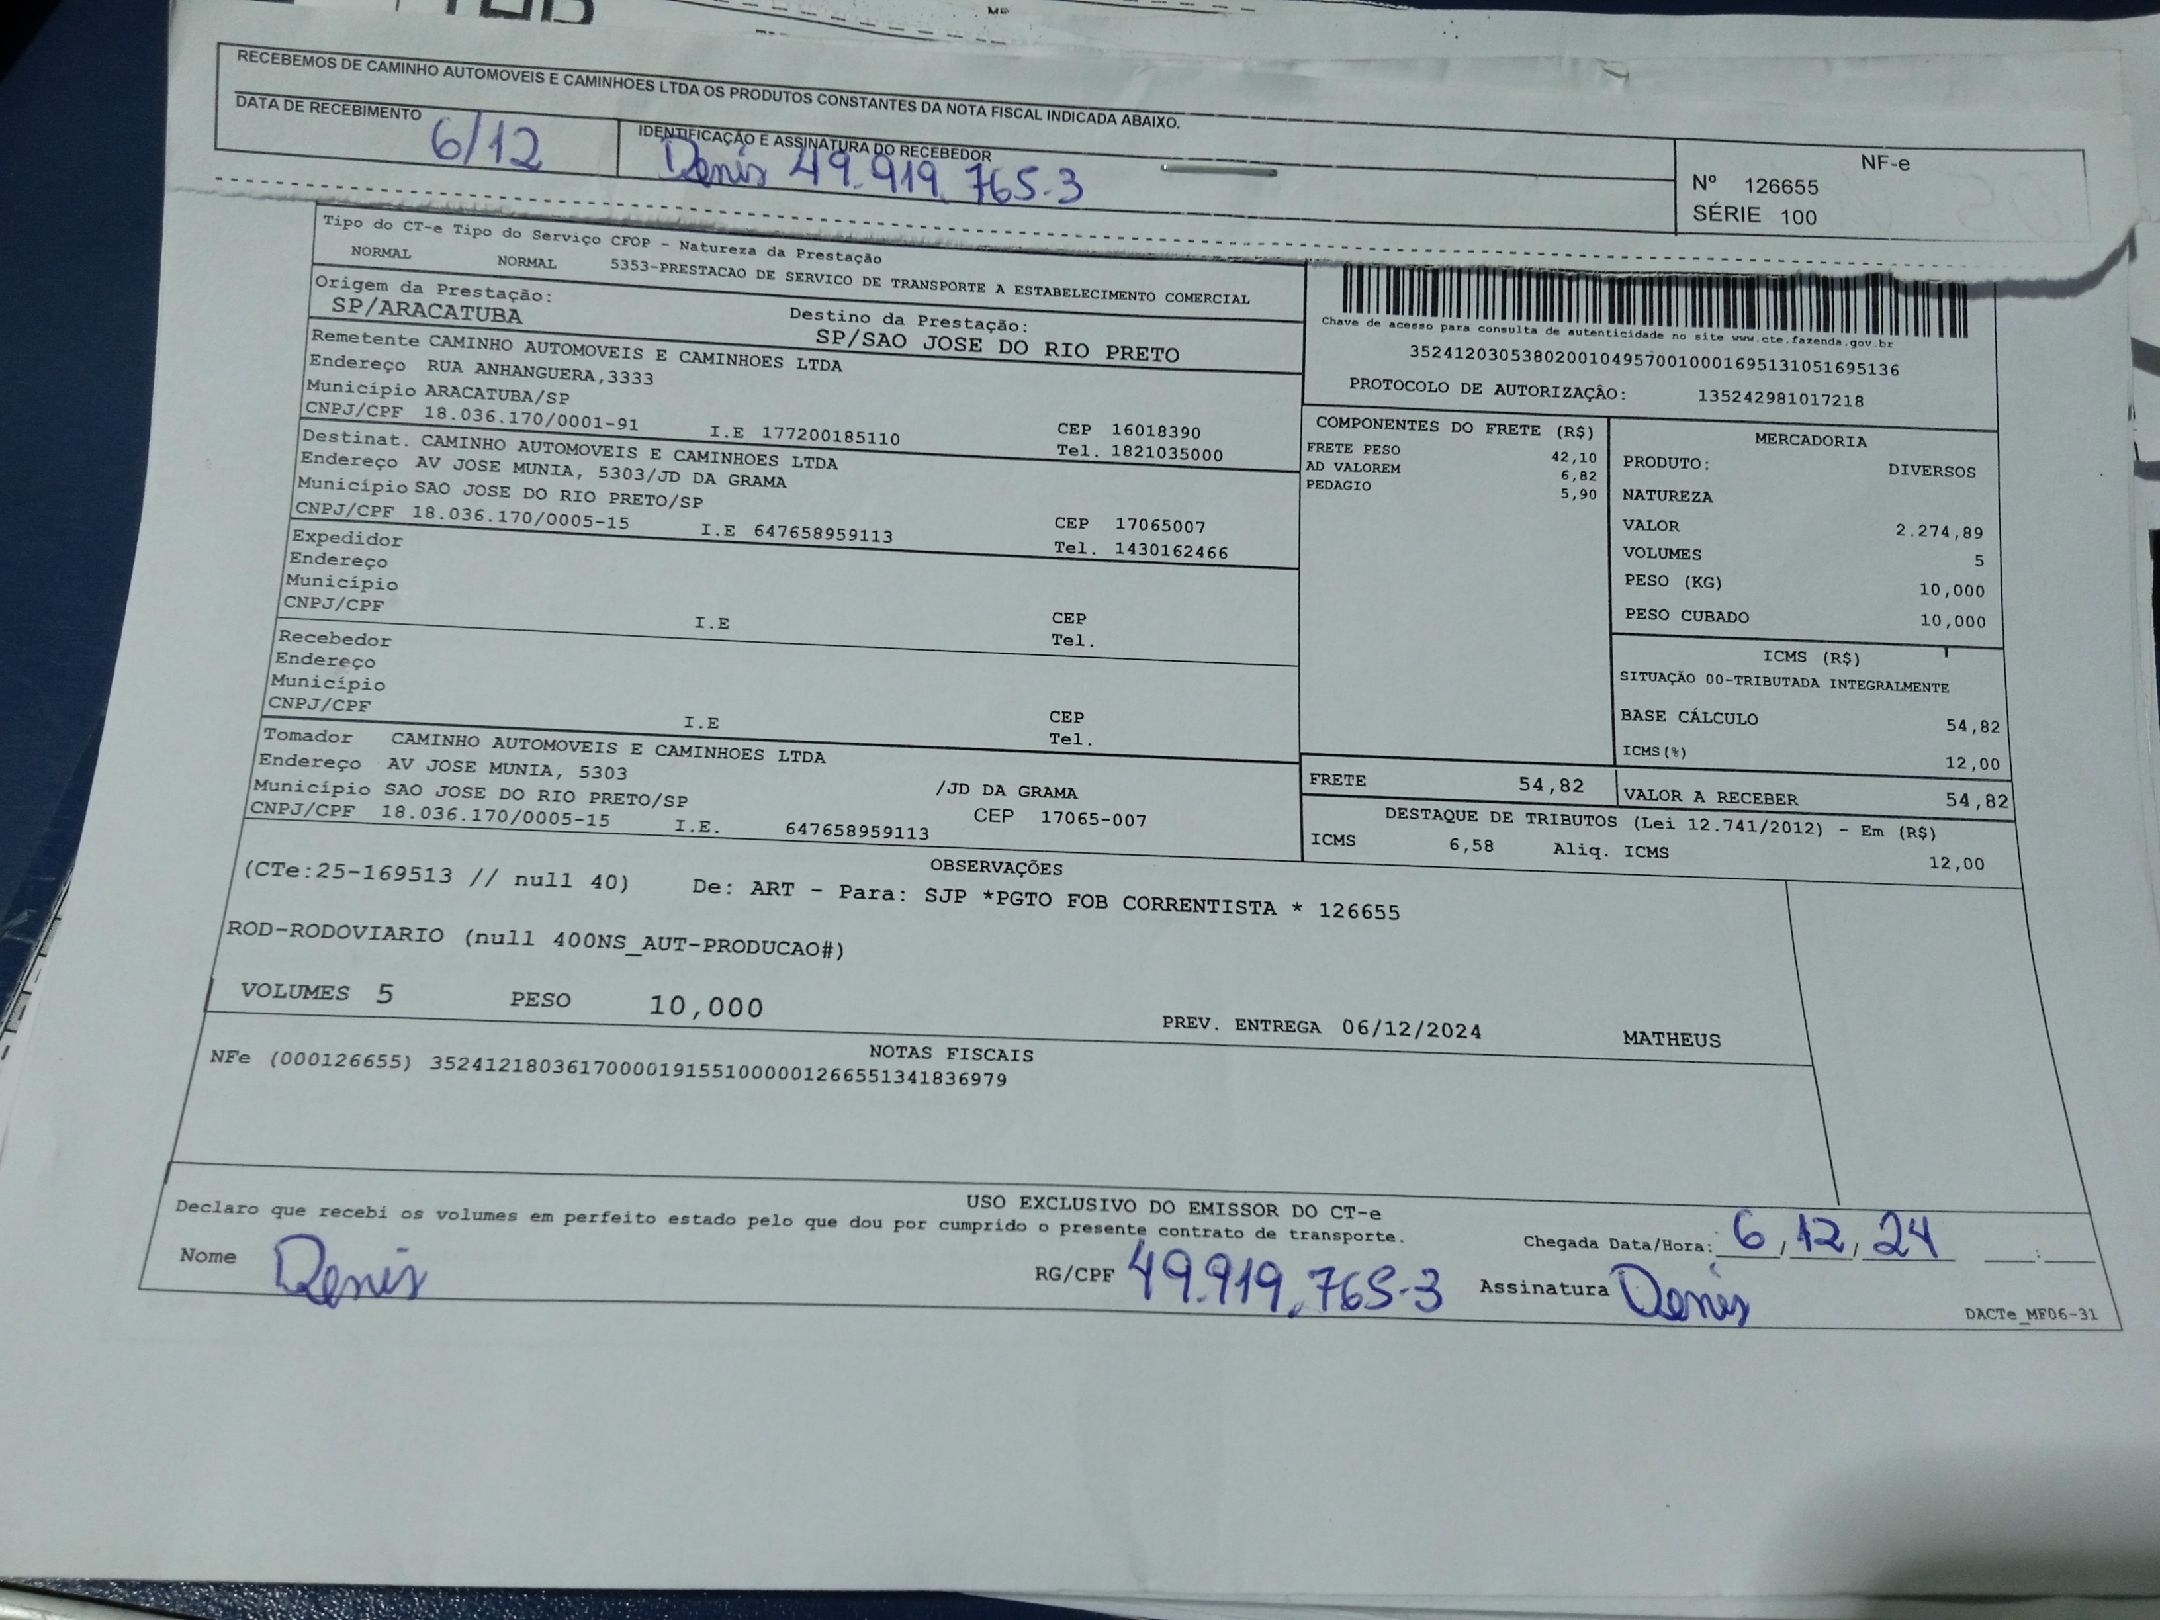 RECEBEMOS DE CAMINHO AUTOMOVEIS E CAMINHOES LTDA OS PRODUTOS CONSTANTES DA NOTA FISCAL INDICADA ABAIXO.
DATA DE RECEBIMENTO
6/12
IDENTIFICAÇÃO E ASSINATURA DO RECEBEDOR
Denis 49.919.765-3
NF-e
Nº 126655
SÉRIE 100
Tipo do CT-e Tipo do Serviço CFOP - Natureza da Prestação
NORMAL NORMAL 5353-PRESTACAO DE SERVICO DE TRANSPORTE A ESTABELECIMENTO COMERCIAL
Origem da Prestação:
SP/ARACATUBA
Destino da Prestação:
SP/SAO JOSE DO RIO PRETO
Remetente CAMINHO AUTOMOVEIS E CAMINHOES LTDA
Endereço RUA ANHANGUERA,3333
Município ARACATUBA/SP
CNPJ/CPF 18.036.170/0001-91 I.E 177200185110
CEP 16018390
Tel. 1821035000
Destinat. CAMINHO AUTOMOVEIS E CAMINHOES LTDA
Endereço AV JOSE MUNIA, 5303/JD DA GRAMA
Município SAO JOSE DO RIO PRETO/SP
CNPJ/CPF 18.036.170/0005-15 I.E 647658959113
CEP 17065007
Tel. 1430162466
Expedidor
Endereço
Município
CNPJ/CPF I.E
CEP
Tel.
Recebedor
Endereço
Município
CNPJ/CPF I.E
CEP
Tel.
Tomador CAMINHO AUTOMOVEIS E CAMINHOES LTDA
Endereço AV JOSE MUNIA, 5303 /JD DA GRAMA
Município SAO JOSE DO RIO PRETO/SP CEP 17065-007
CNPJ/CPF 18.036.170/0005-15 I.E. 647658959113
Chave de acesso para consulta de autenticidade no site www.cte.fazenda.gov.br
35241203053802001049570010001695131051695136
PROTOCOLO DE AUTORIZAÇÃO: 135242981017218
COMPONENTES DO FRETE (R$)
FRETE PESO 42,10
AD VALOREM 6,82
PEDAGIO 5,90
MERCADORIA
PRODUTO: DIVERSOS
NATUREZA
VALOR 2.274,89
VOLUMES 5
PESO (KG) 10,000
PESO CUBADO 10,000
ICMS (R$)
SITUAÇÃO 00-TRIBUTADA INTEGRALMENTE
BASE CÁLCULO 54,82
ICMS(%) 12,00
FRETE 54,82
VALOR A RECEBER 54,82
DESTAQUE DE TRIBUTOS (Lei 12.741/2012) - Em (R$)
ICMS 6,58 Aliq. ICMS 12,00
OBSERVAÇÕES
(CTe:25-169513 // null 40) De: ART - Para: SJP *PGTO FOB CORRENTISTA * 126655
ROD-RODOVIARIO (null 400NS_AUT-PRODUCAO#)
VOLUMES 5 PESO 10,000 PREV. ENTREGA 06/12/2024 MATHEUS
NOTAS FISCAIS
NFe (000126655) 35241218036170000191551000001266551341836979
USO EXCLUSIVO DO EMISSOR DO CT-e
Declaro que recebi os volumes em perfeito estado pelo que dou por cumprido o presente contrato de transporte.
Chegada Data/Hora: 6, 12, 24 :
Nome Denis RG/CPF 49.919.765-3 Assinatura Denis
DACTe_MF06-31